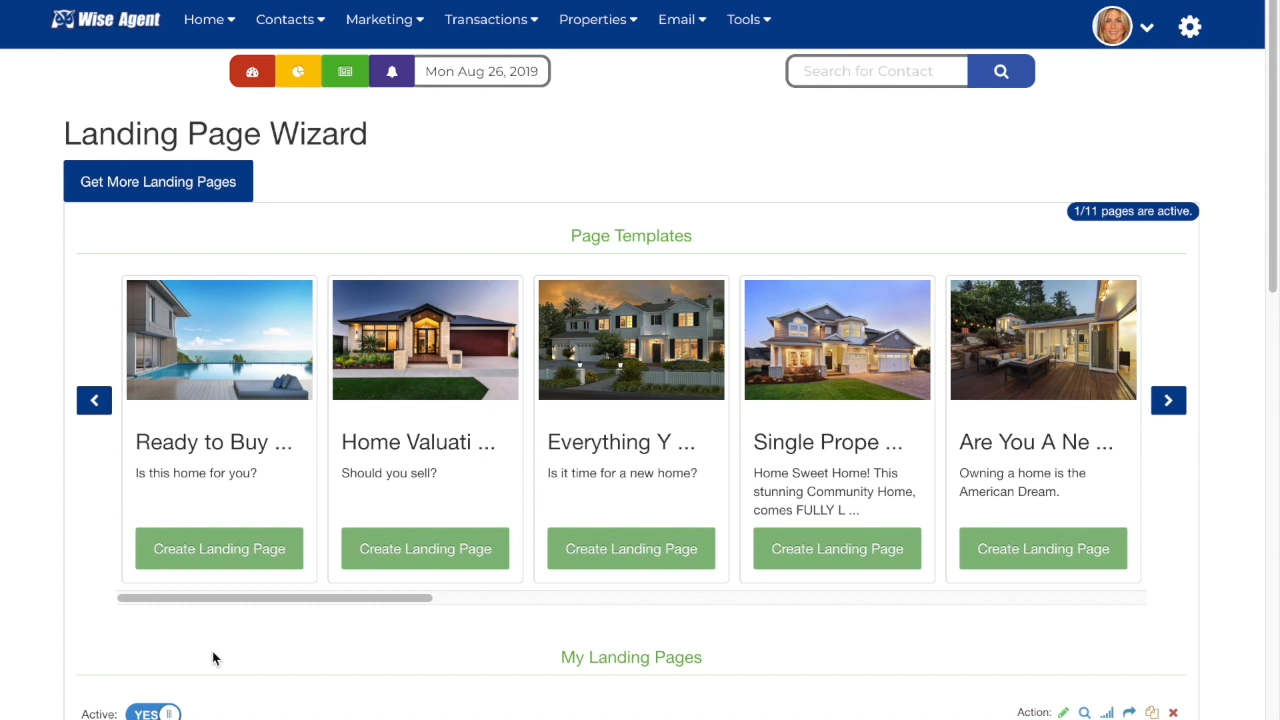 Wise Agent Home Contacts Marketing Transactions Properties Email Tools
Mon Aug 26, 2019 Search for Contact
Landing Page Wizard
Get More Landing Pages
1/11 pages are active.
Page Templates
Ready to Buy ... Home Valuati ... Everything Y ... Single Prope ... Are You A Ne ...
Is this home for you? Should you sell? Is it time for a new home? Home Sweet Home! This Owning a home is the
stunning Community Home, American Dream.
comes FULLY L ...
Create Landing Page Create Landing Page Create Landing Page Create Landing Page Create Landing Page
My Landing Pages
Active: YES Action: